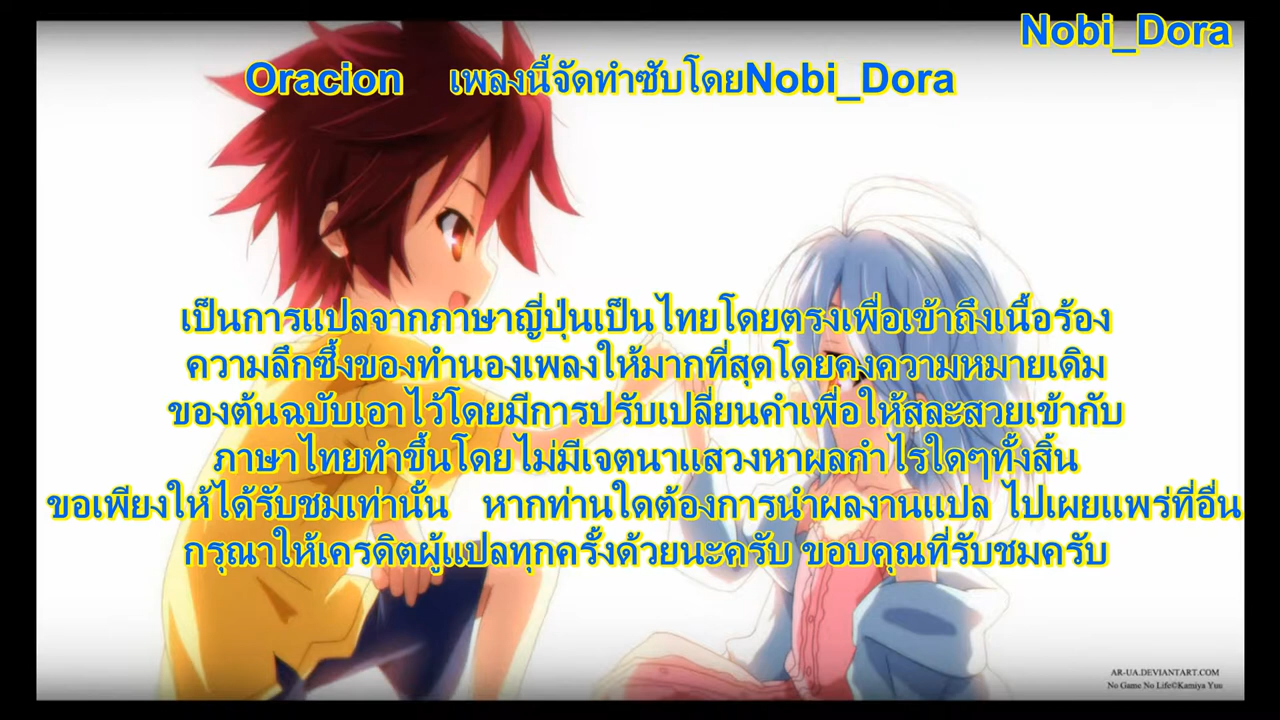 Nobi_Dora
Oracion เพลงนี้จัดทำซับโดยNobi_Dora
เป็นการแปลจากภาษาญี่ปุ่นเป็นไทยโดยตรงเพื่อเข้าถึงเนื้อร้อง
ความลึกซึ้งของทำนองเพลงให้มากที่สุดโดยคงความหมายเดิม
ของต้นฉบับเอาไว้โดยมีการปรับเปลี่ยนคำเพื่อให้สละสวยเข้ากับ
ภาษาไทยทำขึ้นโดยไม่มีเจตนาแสวงหาผลกำไรใดๆทั้งสิ้น
ขอเพียงให้ได้รับชมเท่านั้น หากท่านใดต้องการนำผลงานแปล ไปเผยแพร่ที่อื่น
กรุณาให้เครดิตผู้แปลทุกครั้งด้วยนะครับ ขอบคุณที่รับชมครับ
AR-UA.DEVIANTART.COM
No Game No Life©Kamiya Yuu